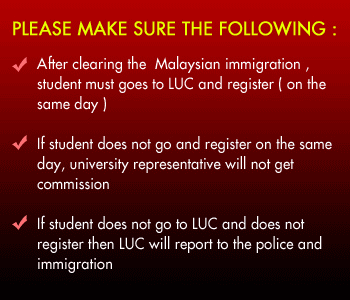 PLEASE MAKE SURE THE FOLLOWING :
After clearing the  Malaysian immigration ,
student must goes to LUC and register ( on the
same day )
If student does not go and register on the same
day, university representative will not get
commission
If student does not go to LUC and does not
register then LUC will report to the police and
immigration